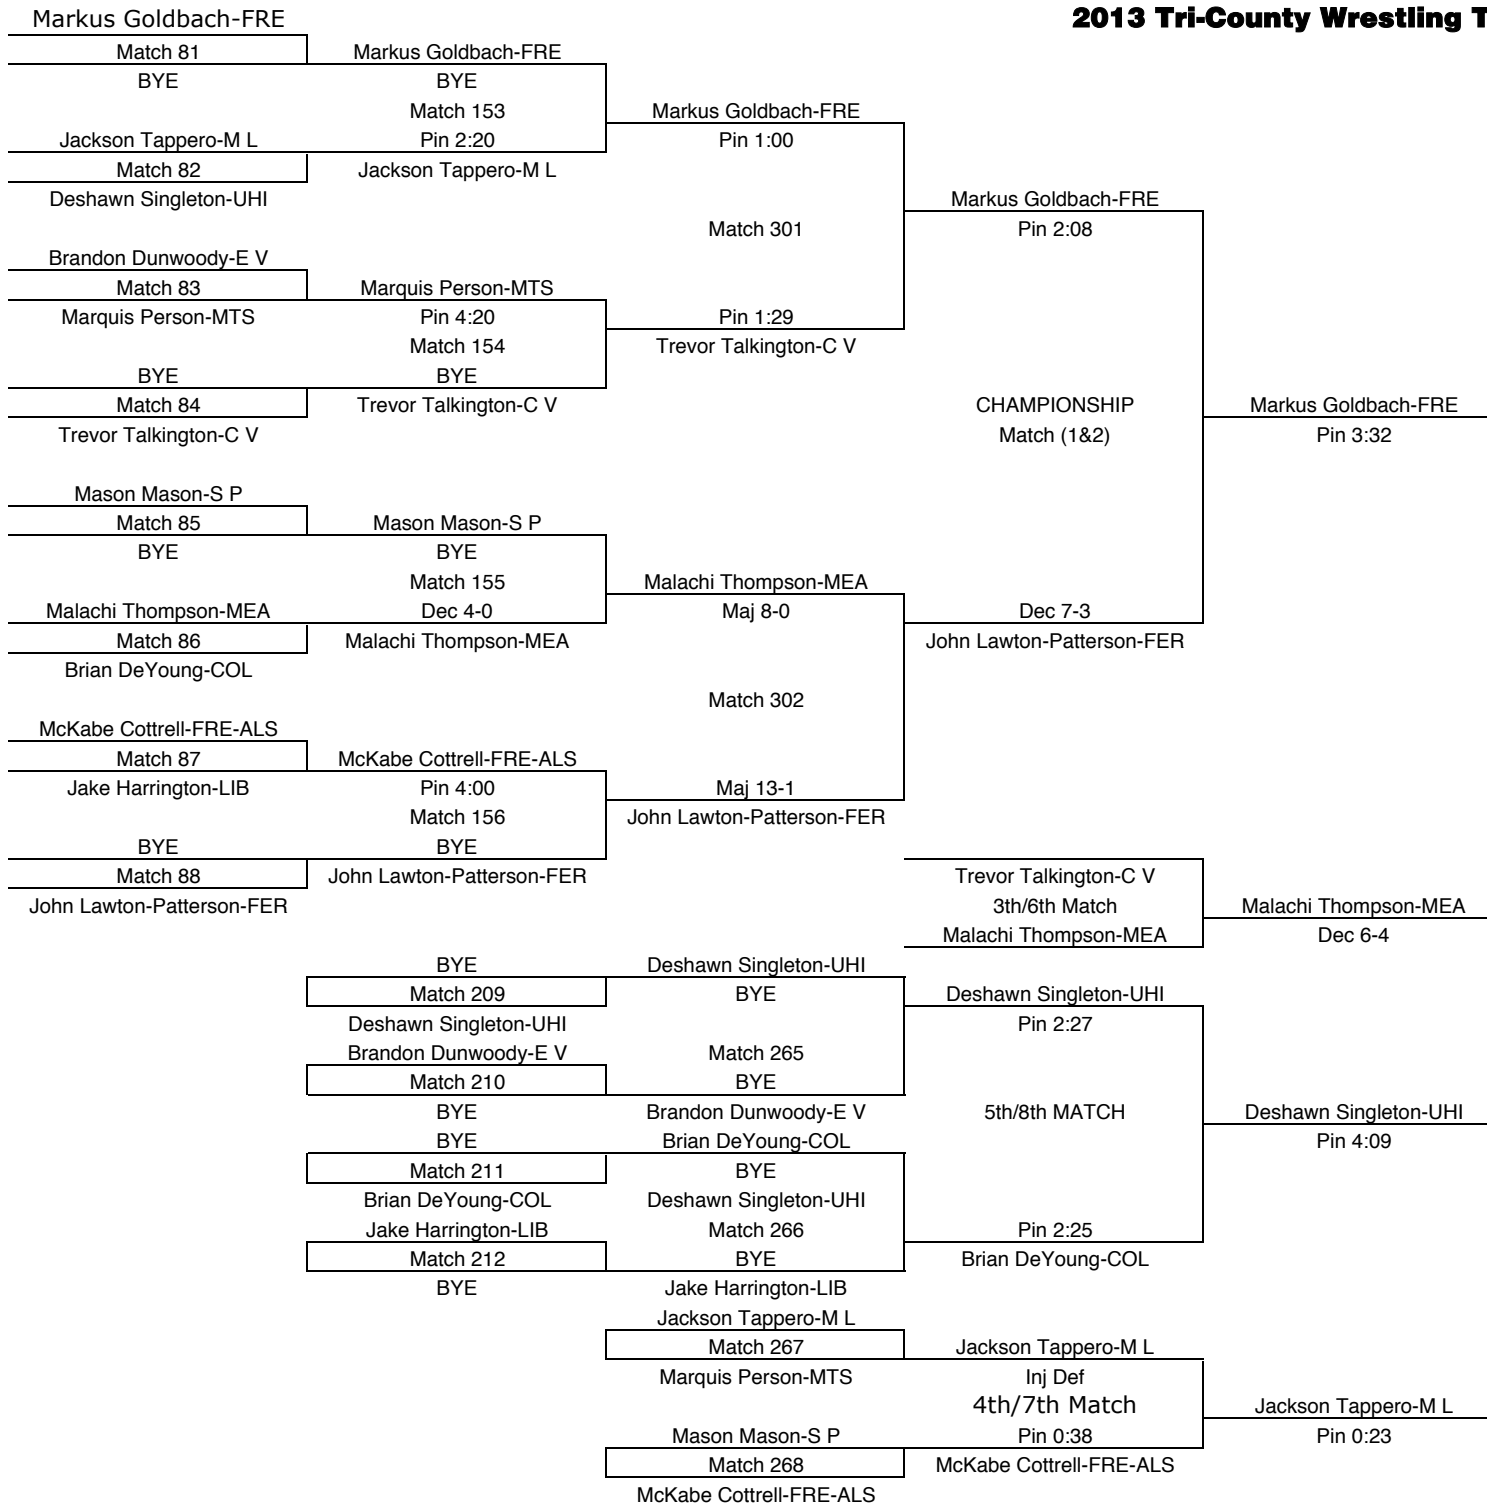 Markus Goldbach-FRE
2013 Tri-County Wrestling T
Match 81
Markus Goldbach-FRE
BYE
BYE
Match 153
Markus Goldbach-FRE
Jackson Tappero-M L
Pin 2:20
Pin 1:00
Match 82
Jackson Tappero-M L
Deshawn Singleton-UHI
Markus Goldbach-FRE
Match 301
Pin 2:08
Brandon Dunwoody-E V
Match 83
Marquis Person-MTS
Marquis Person-MTS
Pin 4:20
Pin 1:29
Match 154
Trevor Talkington-C V
BYE
BYE
Match 84
Trevor Talkington-C V
CHAMPIONSHIP
Markus Goldbach-FRE
Trevor Talkington-C V
Match (1&2)
Pin 3:32
Mason Mason-S P
Match 85
Mason Mason-S P
BYE
BYE
Match 155
Malachi Thompson-MEA
Malachi Thompson-MEA
Dec 4-0
Maj 8-0
Dec 7-3
Match 86
Malachi Thompson-MEA
John Lawton-Patterson-FER
Brian DeYoung-COL
Match 302
McKabe Cottrell-FRE-ALS
Match 87
McKabe Cottrell-FRE-ALS
Jake Harrington-LIB
Pin 4:00
Maj 13-1
Match 156
John Lawton-Patterson-FER
BYE
BYE
Match 88
John Lawton-Patterson-FER
Trevor Talkington-C V
John Lawton-Patterson-FER
3th/6th Match
Malachi Thompson-MEA
Malachi Thompson-MEA
Dec 6-4
BYE
Deshawn Singleton-UHI
Match 209
BYE
Deshawn Singleton-UHI
Deshawn Singleton-UHI
Pin 2:27
Brandon Dunwoody-E V
Match 265
Match 210
BYE
BYE
Brandon Dunwoody-E V
5th/8th MATCH
Deshawn Singleton-UHI
BYE
Brian DeYoung-COL
Pin 4:09
Match 211
BYE
Brian DeYoung-COL
Deshawn Singleton-UHI
Jake Harrington-LIB
Match 266
Pin 2:25
Match 212
BYE
Brian DeYoung-COL
BYE
Jake Harrington-LIB
Jackson Tappero-M L
Match 267
Jackson Tappero-M L
Marquis Person-MTS
Inj Def
4th/7th Match
Jackson Tappero-M L
Mason Mason-S P
Pin 0:38
Pin 0:23
Match 268
McKabe Cottrell-FRE-ALS
McKabe Cottrell-FRE-ALS